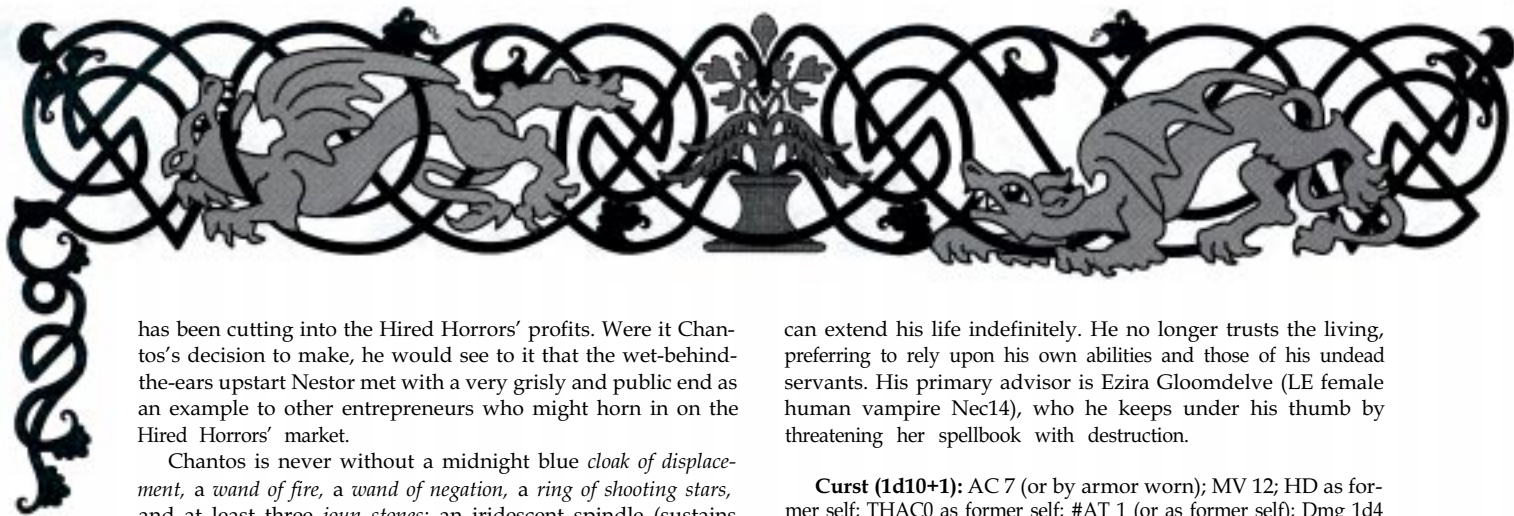 has been cutting into the Hired Horrors' profits. Were it Chan-
tos's decision to make, he would see to it that the wet-behind-
the-ears upstart Nestor met with a very grisly and public end as
an example to other entrepreneurs who might horn in on the
Hired Horrors' market.
Chantos is never without a midnight blue cloak of displace-
ment, a wand of fire, a wand of negation, a ring of shooting stars,
and at least three ioun stones: an iridescent spindle (sustains
can extend his life indefinitely. He no longer trusts the living,
preferring to rely upon his own abilities and those of his undead
servants. His primary advisor is Ezira Gloomdelve (LE female
human vampire Nec14), who he keeps under his thumb by
threatening her spellbook with destruction.
Curst (1d10+1): AC 7 (or by armor worn); MV 12; HD as for-
mer self; THAC0 as former self; #AT 1 (or as former self); Dmg 1d4